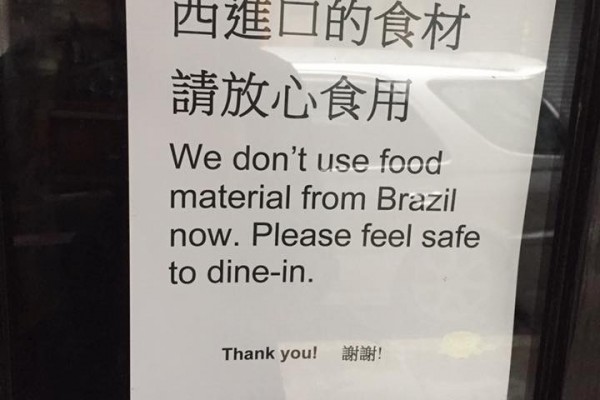 西進口的食材
請放心食用
We don't use food
material from Brazil
now. Please feel safe
to dine-in.
Thank you! 謝謝!